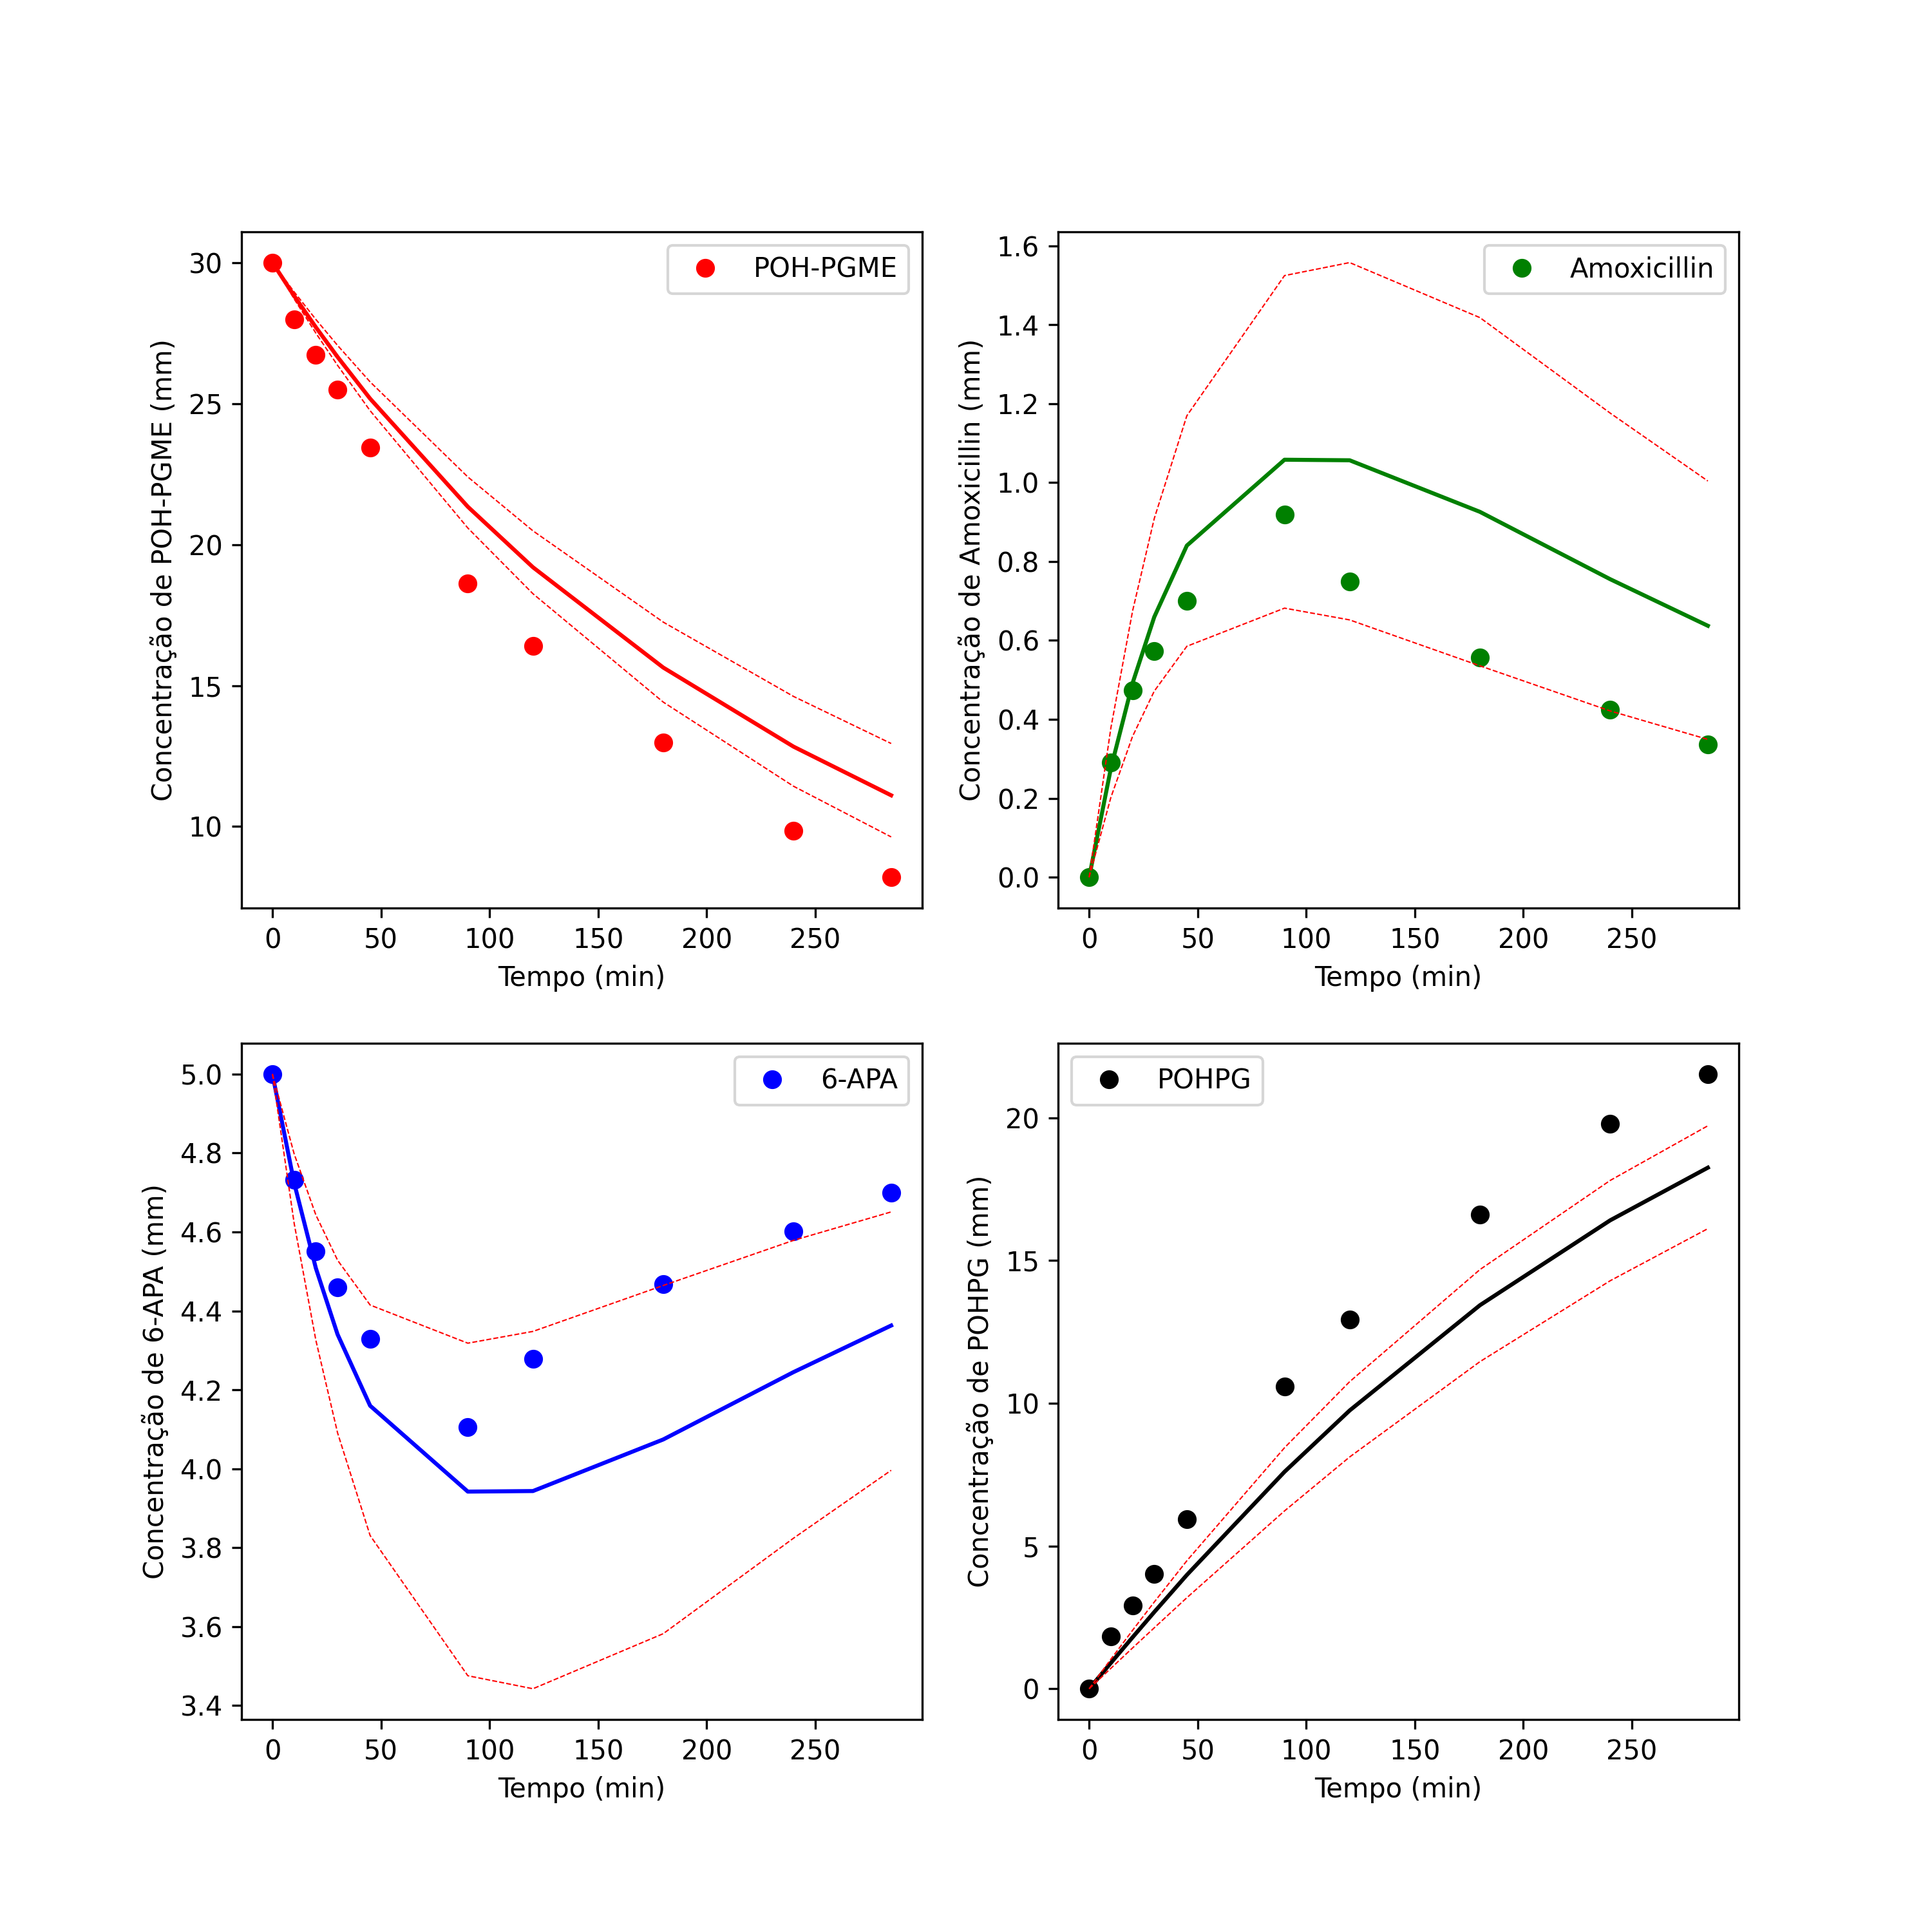 POH-PGME
Concentração de POH-PGME (mm)
30
25
20
15
10
0 50 100 150 200 250
Tempo (min)
Amoxicillin
Concentração de Amoxicillin (mm)
1.6
1.4
1.2
1.0
0.8
0.6
0.4
0.2
0.0
0 50 100 150 200 250
Tempo (min)
6-APA
Concentração de 6-APA (mm)
5.0
4.8
4.6
4.4
4.2
4.0
3.8
3.6
3.4
0 50 100 150 200 250
Tempo (min)
POHPG
Concentração de POHPG (mm)
20
15
10
5
0
0 50 100 150 200 250
Tempo (min)